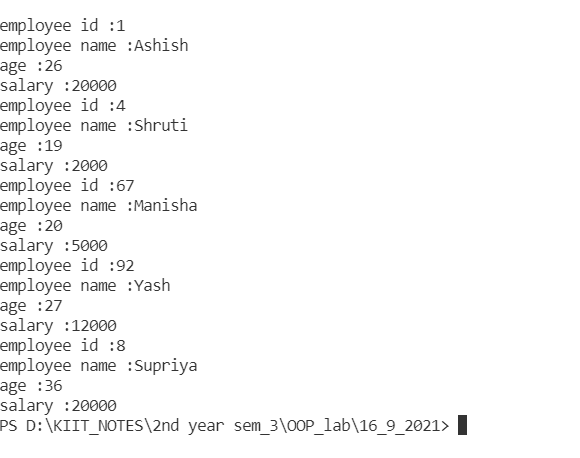 employee id :1
employee name :Ashish
age :26
salary :20000
employee id :4
employee name :Shruti
age :19
salary :2000
employee id :67
employee name :Manisha
age :20
salary :5000
employee id :92
employee name :Yash
age :27
salary :12000
employee id :8
employee name :Supriya
age :36
salary :20000
PS D:\KIIT_NOTES\2nd year sem_3\OOP_lab\16_9_2021>